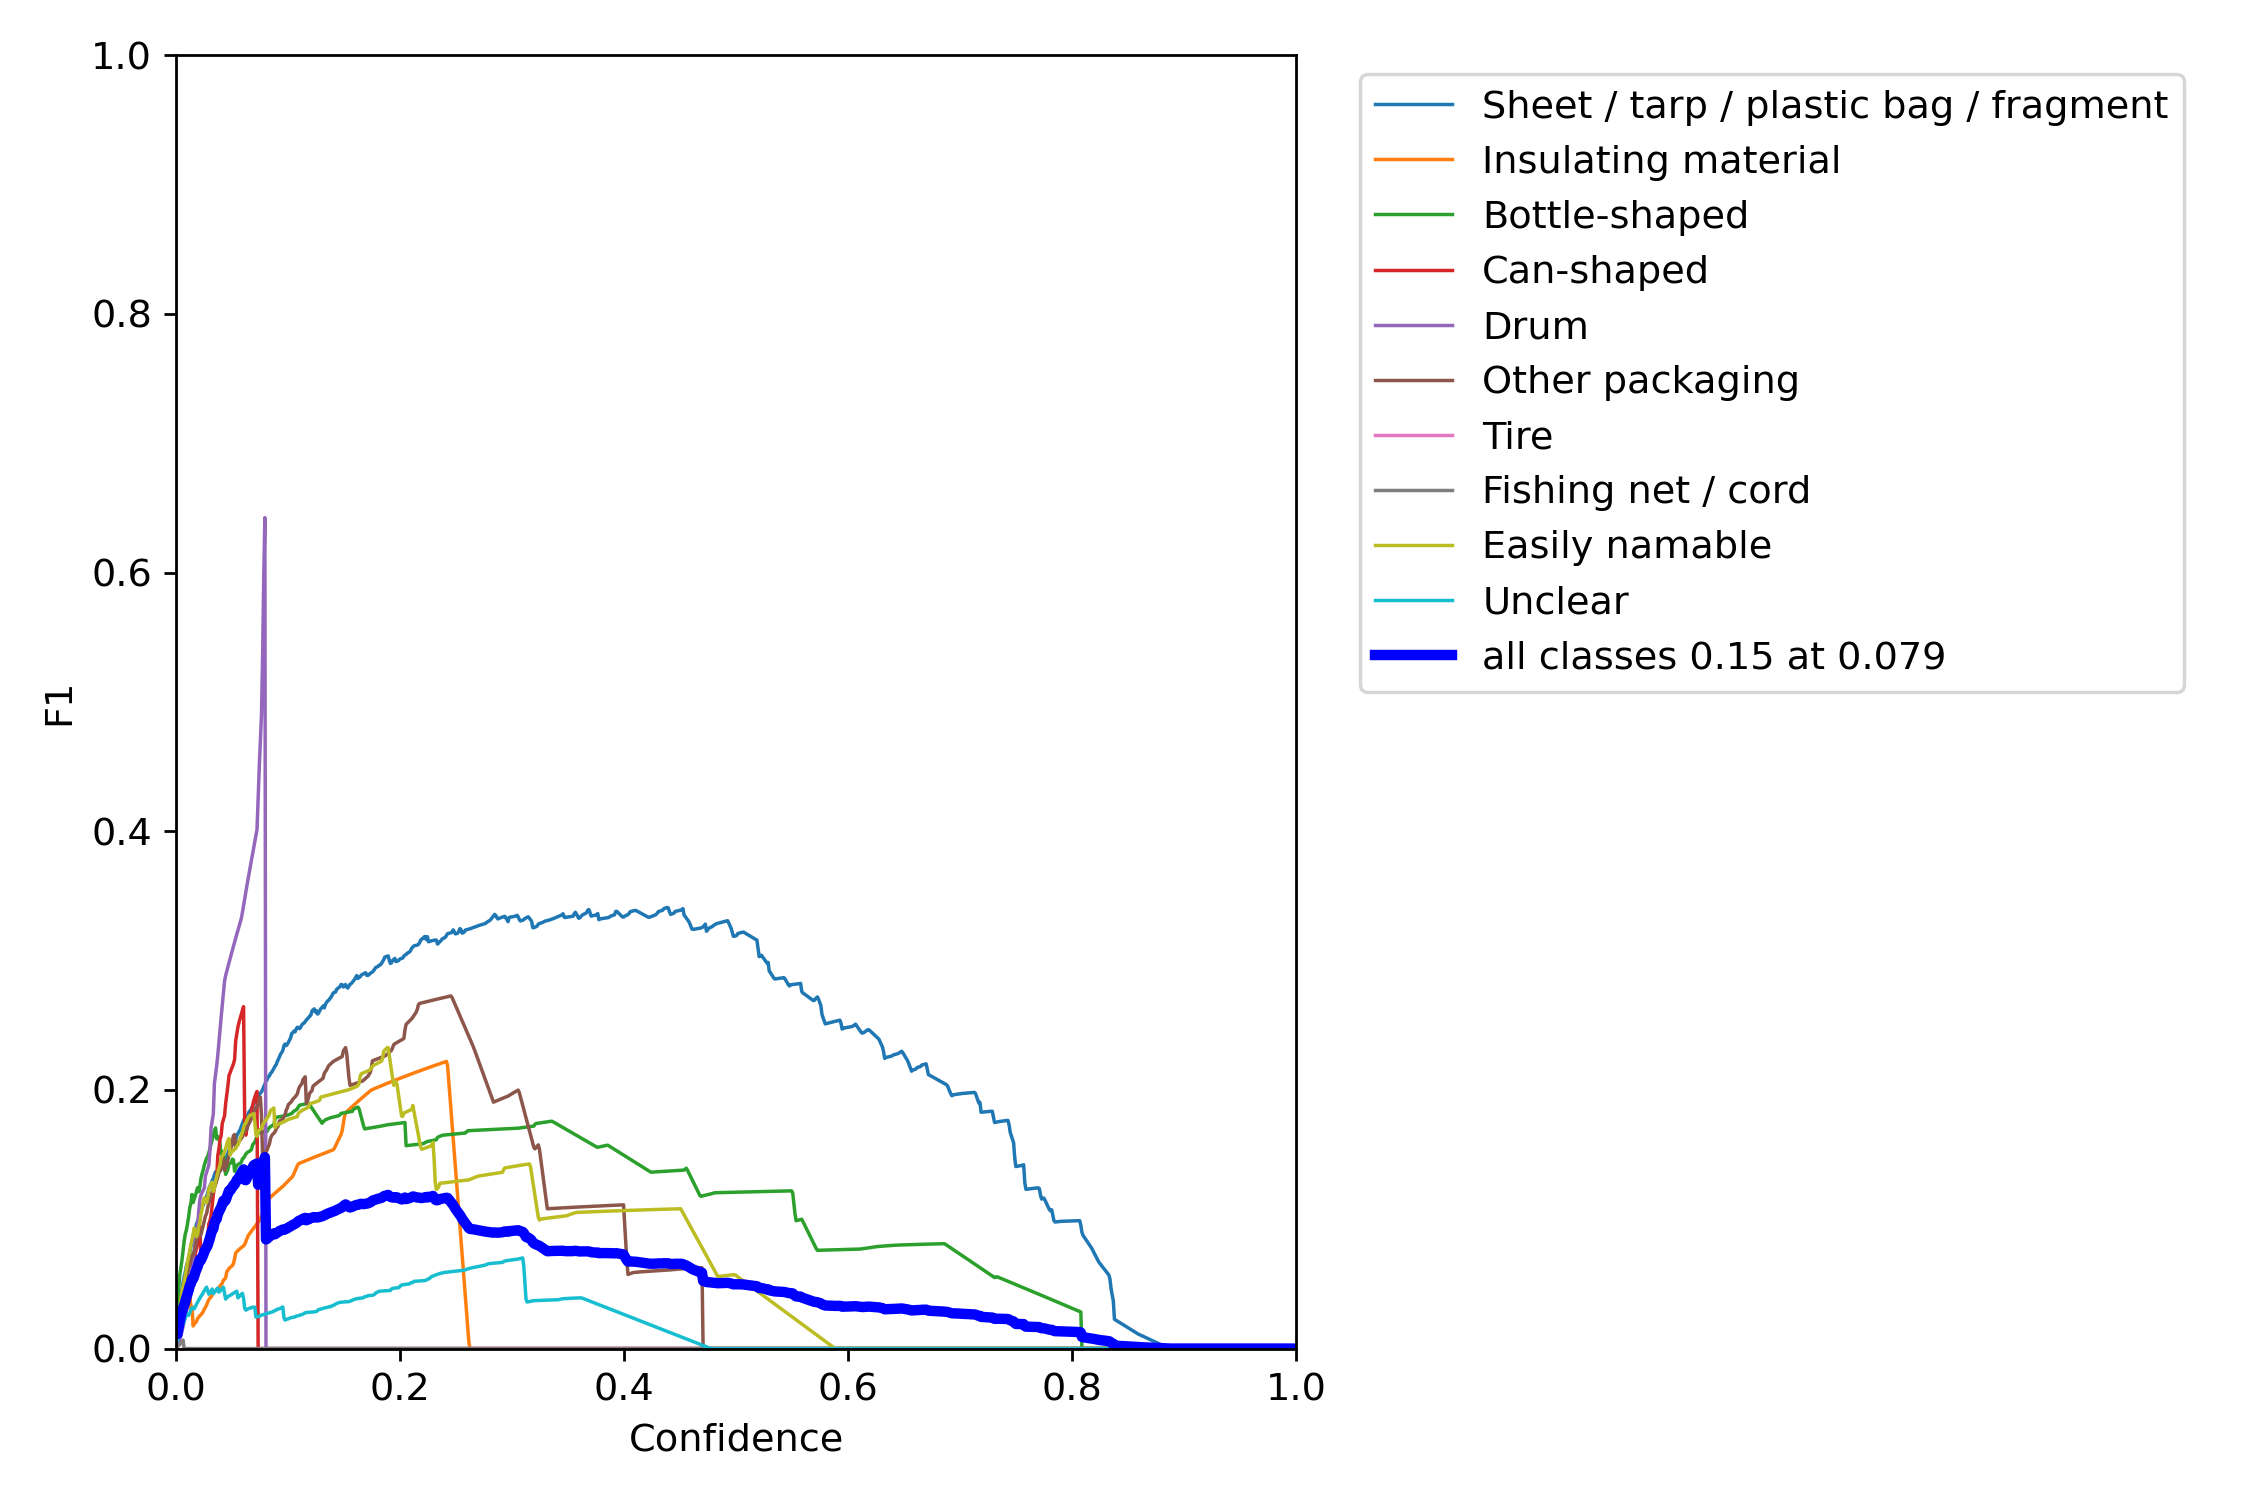 1.0
0.8
0.6
0.4
0.2
0.0
F1
0.0 0.2 0.4 0.6 0.8 1.0
Confidence
Sheet / tarp / plastic bag / fragment
Insulating material
Bottle-shaped
Can-shaped
Drum
Other packaging
Tire
Fishing net / cord
Easily namable
Unclear
all classes 0.15 at 0.079